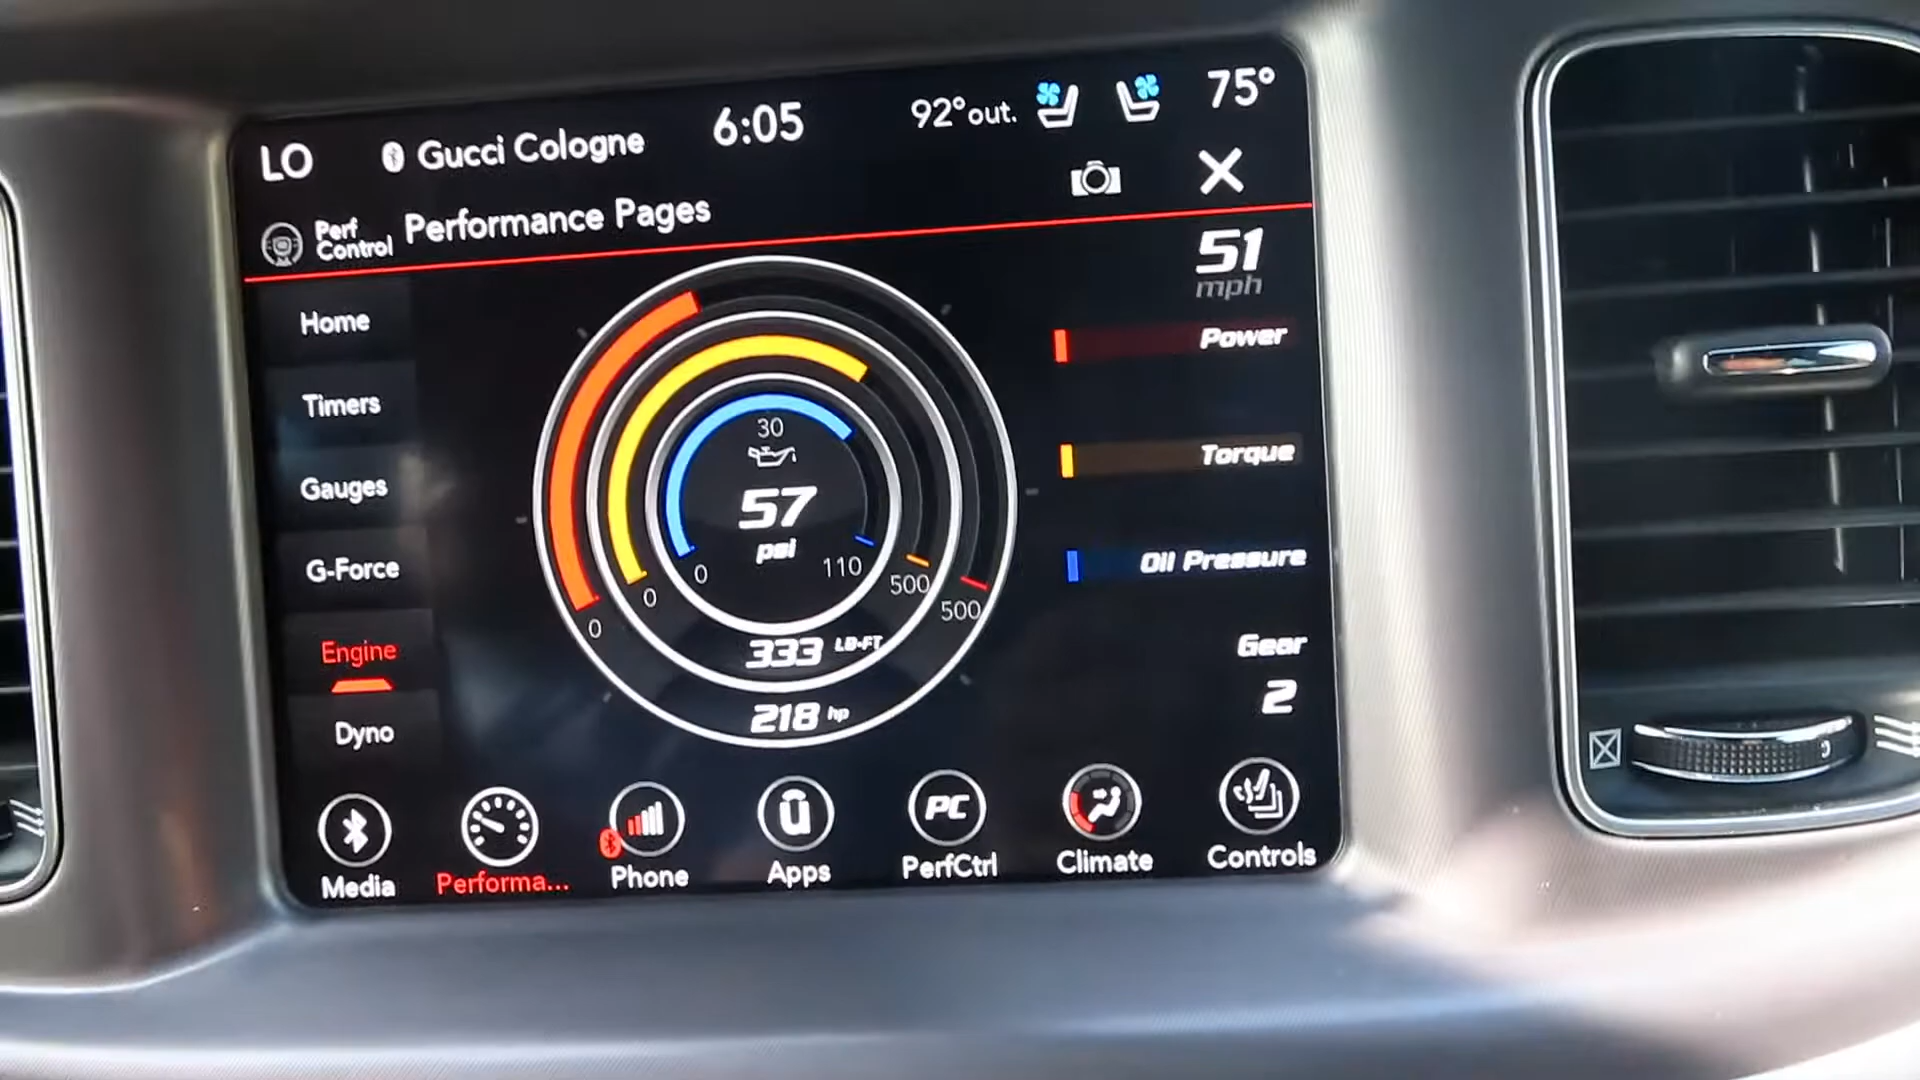 LO Gucci Cologne 6:05 92° out. 75°
Perf Control Performance Pages
51
mph
Home
Timers
Gauges
G-Force
Engine
Dyno
30
57
psi
0 110
0 500
0 500
333 LB-FT
218 hp
Power
Torque
Oil Pressure
Gear
2
Media
Performa...
Phone
Apps
PC
PerfCtrl
Climate
Controls